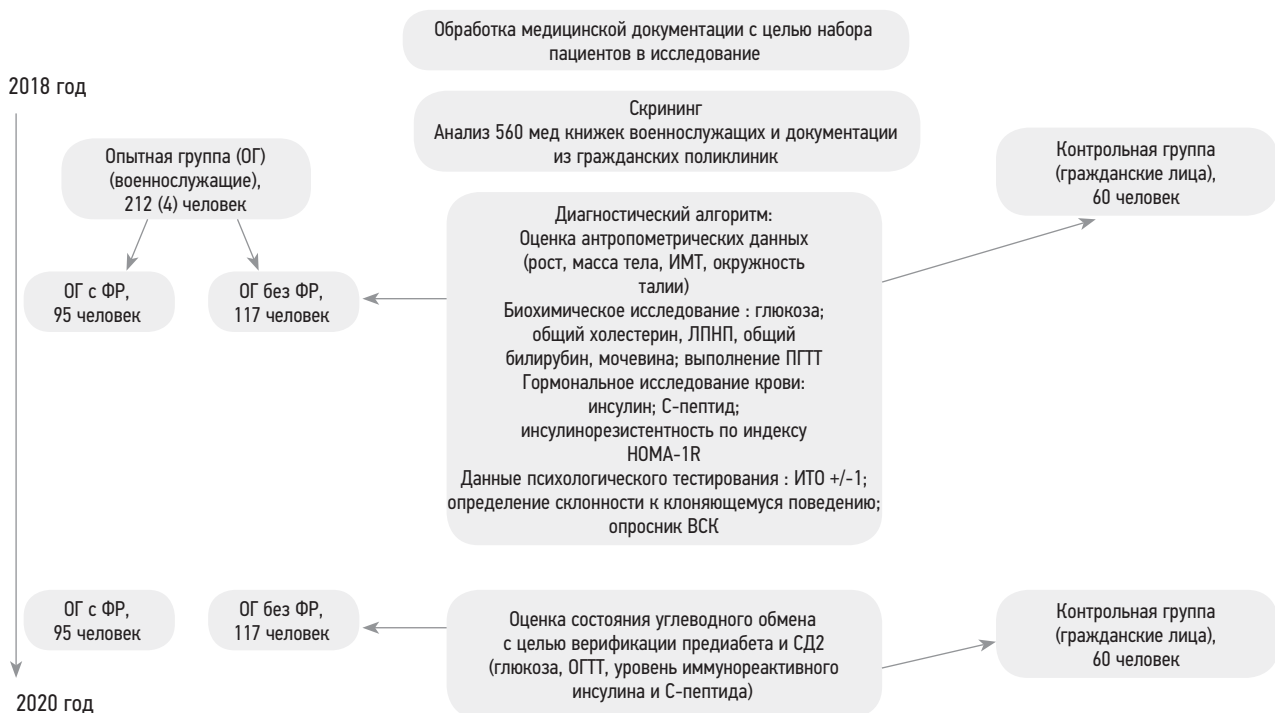 Обработка медицинской документации с целью набора
пациентов в исследование
2018 год
Скрининг
Анализ 560 мед книжек военнослужащих и документации
из гражданских поликлиник
Опытная группа (ОГ)
(военнослужащие),
212 (4) человек
Контрольная группа
(гражданские лица),
60 человек
ОГ с ФР,
95 человек
ОГ без ФР,
117 человек
Диагностический алгоритм:
Оценка антропометрических данных
(рост, масса тела, ИМТ, окружность
талии)
Биохимическое исследование : глюкоза;
общий холестерин, ЛПНП, общий
билирубин, мочевина; выполнение ПГТТ
Гормональное исследование крови:
инсулин; С-пептид;
инсулинорезистентность по индексу
HOMA-1R
Данные психологического тестирования : ИТО +/-1;
определение склонности к клоняющемуся поведению;
опросник ВСК
ОГ с ФР,
95 человек
ОГ без ФР,
117 человек
Оценка состояния углеводного обмена
с целью верификации предиабета и СД2
(глюкоза, ОГТТ, уровень иммунореактивного
инсулина и С-пептида)
Контрольная группа
(гражданские лица),
60 человек
2020 год